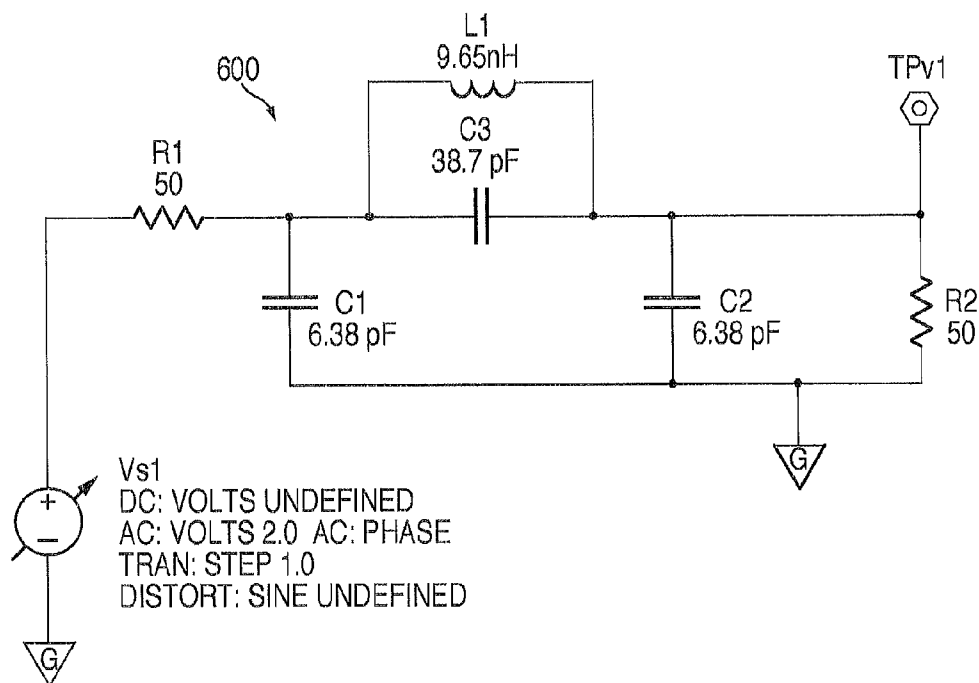 L1
9.65nH
600
TPv1
C3
38.7 pF
R1
50
C1
6.38 pF
C2
6.38 pF
R2
50
G
Vs1
DC: VOLTS UNDEFINED
AC: VOLTS 2.0 AC: PHASE
TRAN: STEP 1.0
DISTORT: SINE UNDEFINED
G